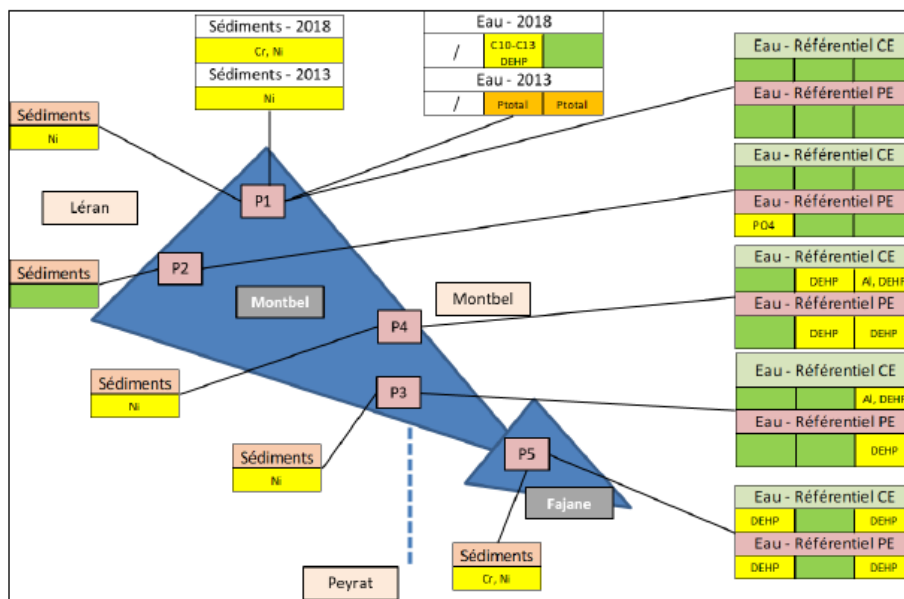 Sédiments - 2018
Cr, Ni
Sédiments - 2013
Ni
Eau - 2018
/
C10-C13
DEHP
Eau - 2013
/
Ptotal
Ptotal
Sédiments
Ni
Léran
Sédiments
P1
P2
Montbel
Montbel
P4
P3
P5
Fajane
Sédiments
Ni
Sédiments
Ni
Sédiments
Cr, Ni
Peyrat
Eau - Référentiel CE
Eau - Référentiel PE
Eau - Référentiel CE
Eau - Référentiel PE
PO4
Eau - Référentiel CE
DEHP
Al, DEHP
Eau - Référentiel PE
DEHP
DEHP
Eau - Référentiel CE
Al, DEHP
Eau - Référentiel PE
DEHP
Eau - Référentiel CE
DEHP
DEHP
Eau - Référentiel PE
DEHP
DEHP